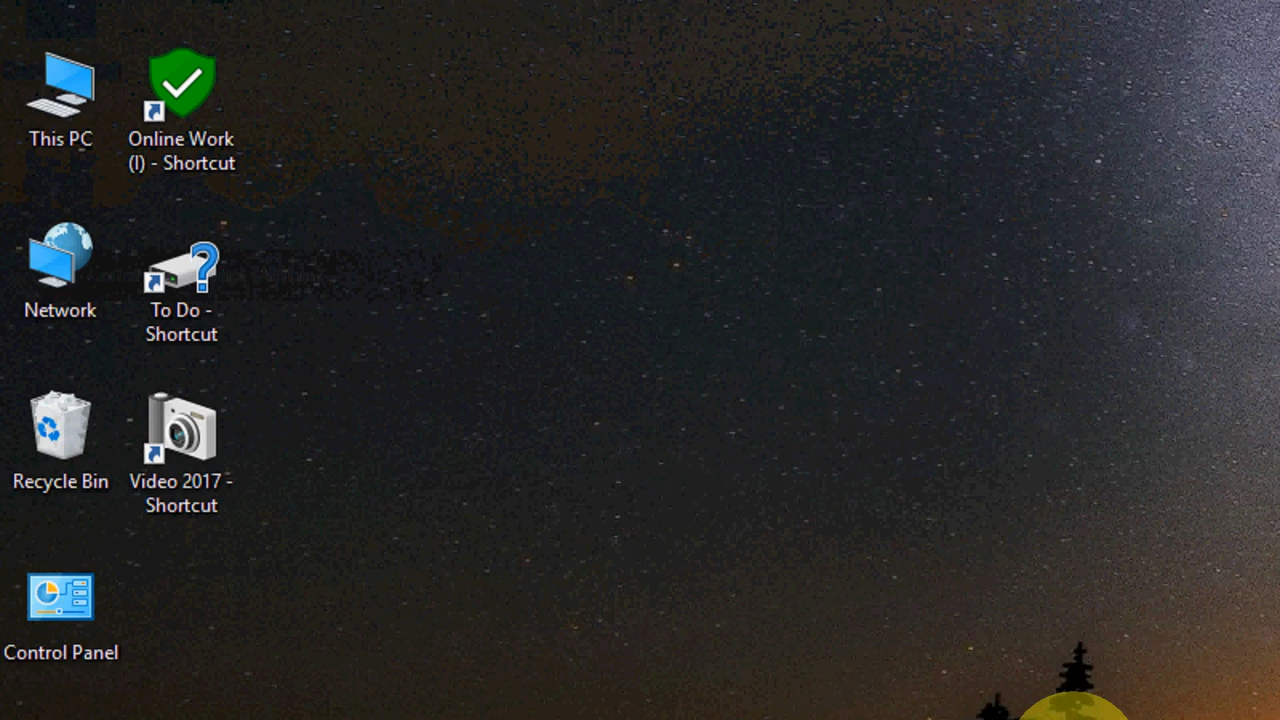 This PC
Online Work
(I) - Shortcut
Network
To Do -
Shortcut
Recycle Bin
Video 2017 -
Shortcut
Control Panel